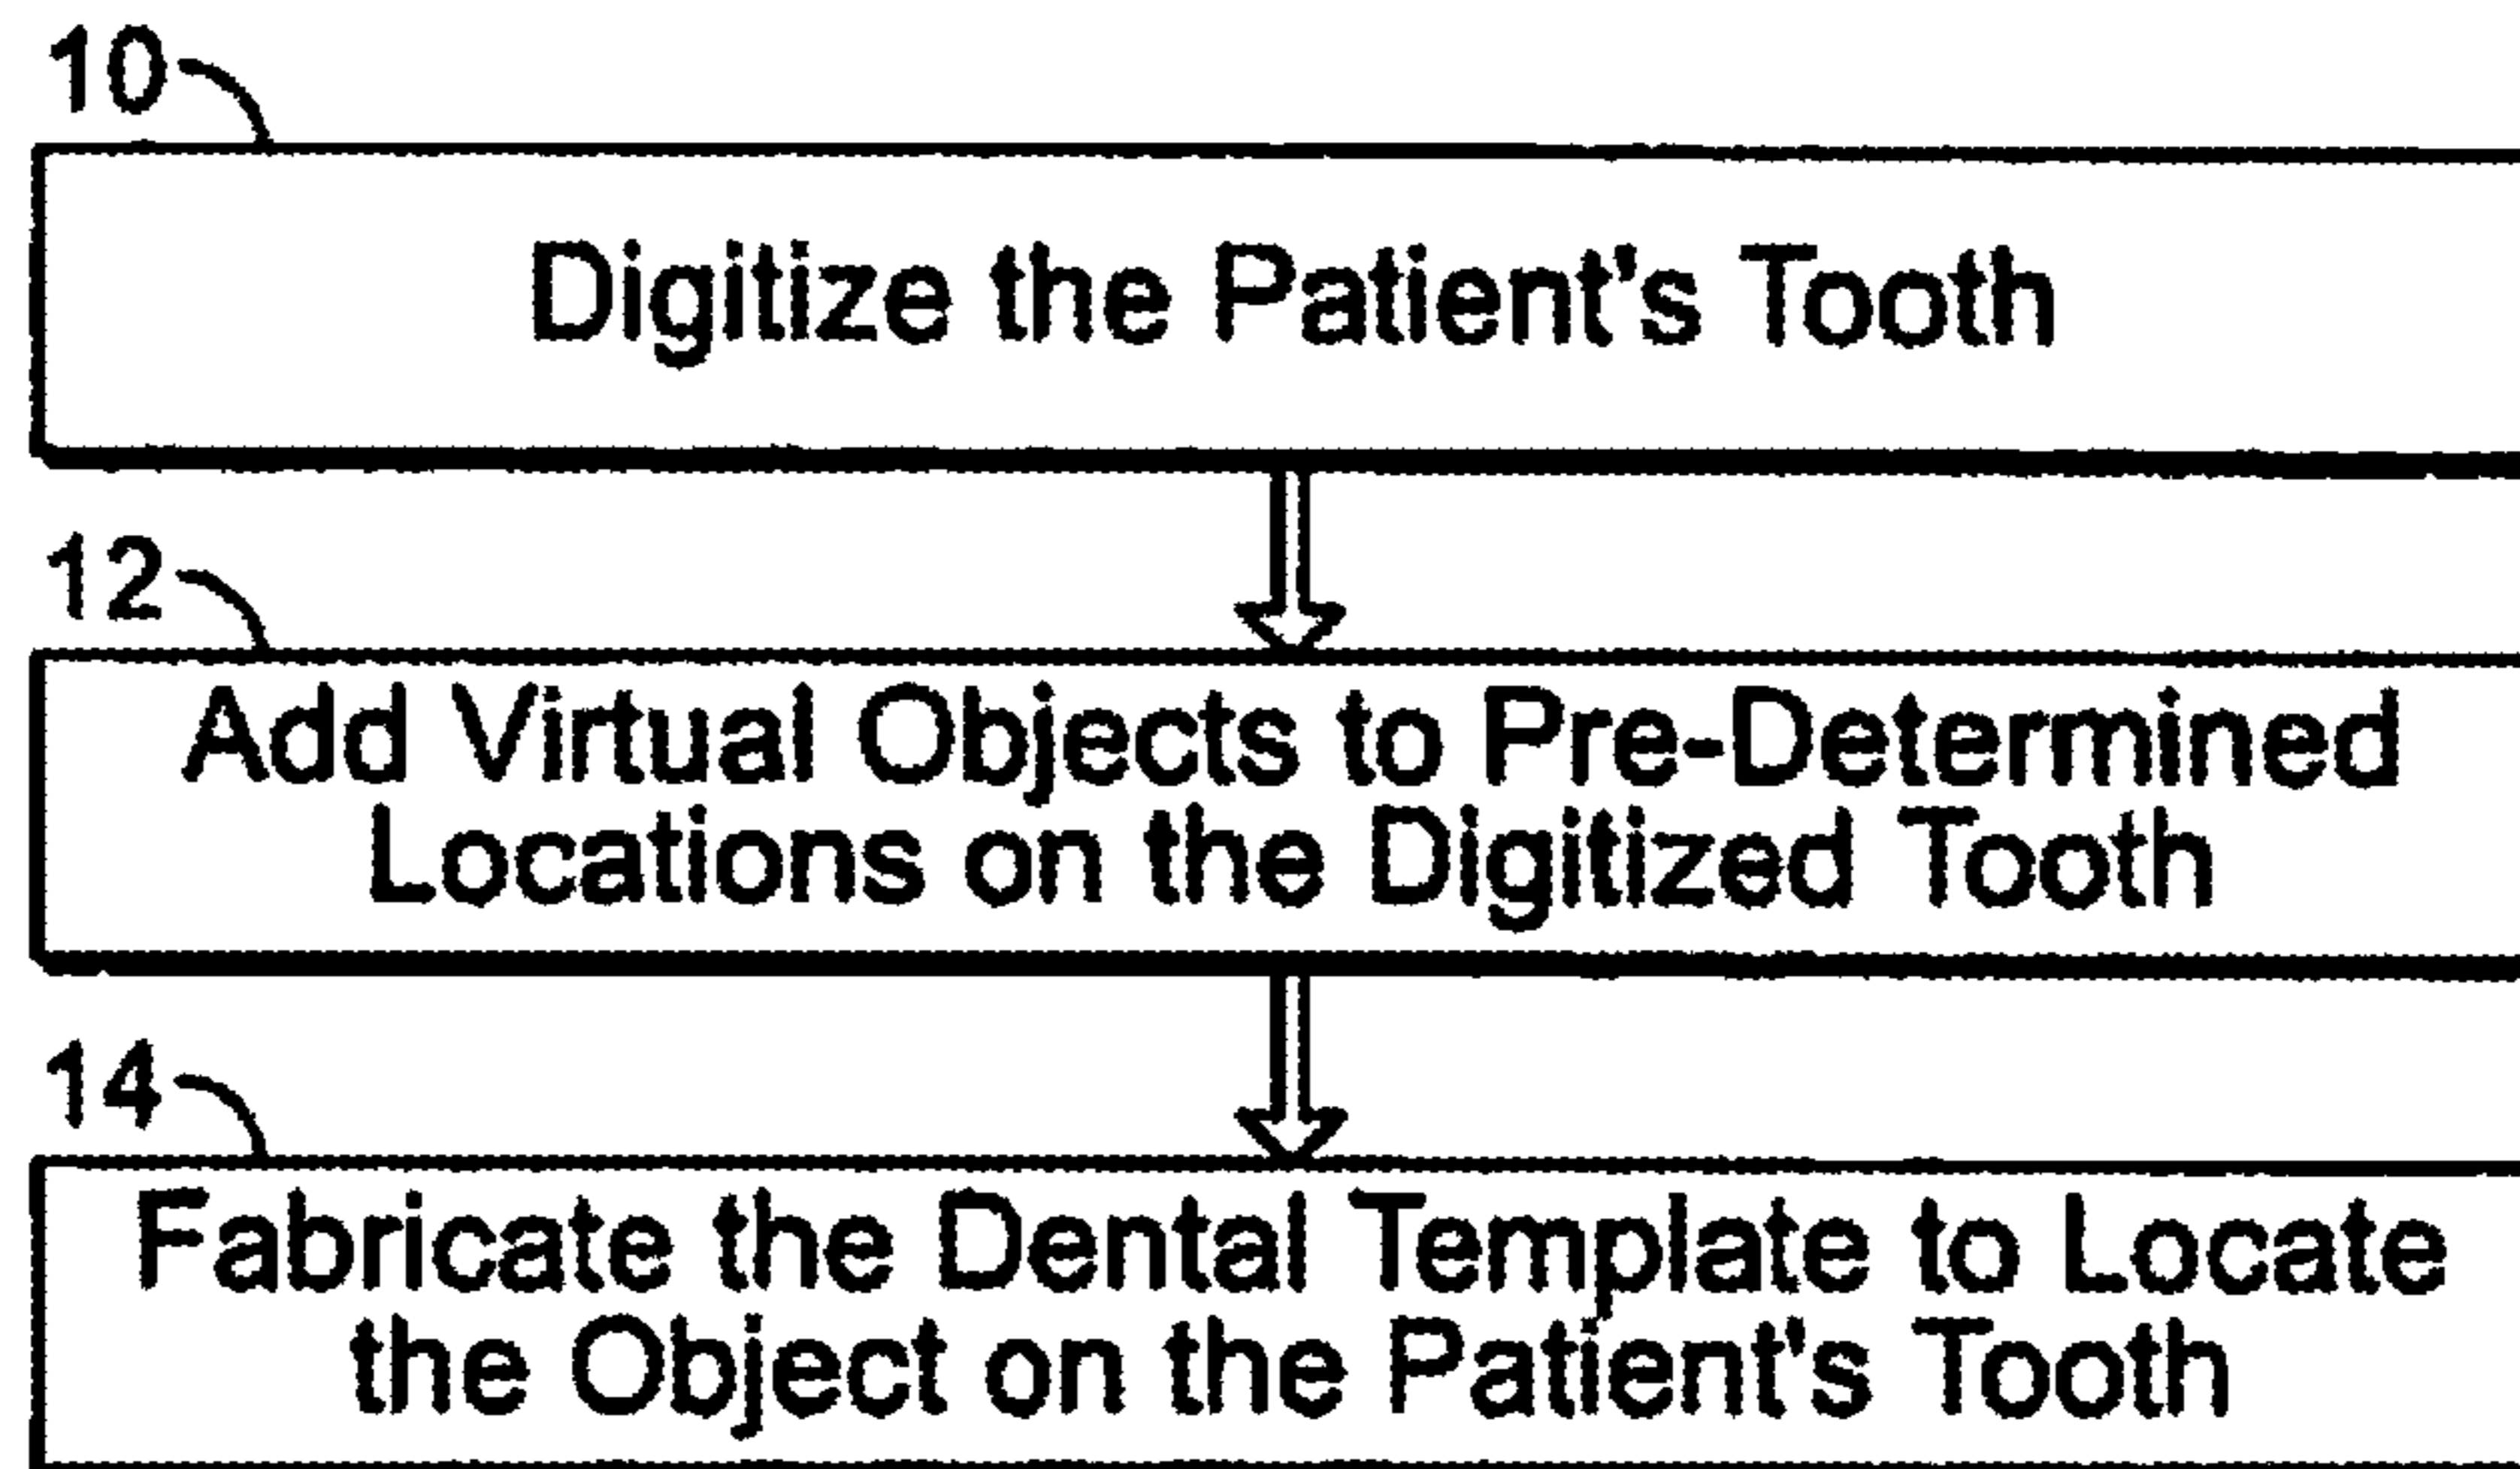 10
Digitize the Patient's Tooth
12
Add Virtual Objects to Pre-Determined
Locations on the Digitized Tooth
14
Fabricate the Dental Template to Locate
the Object on the Patient's Tooth